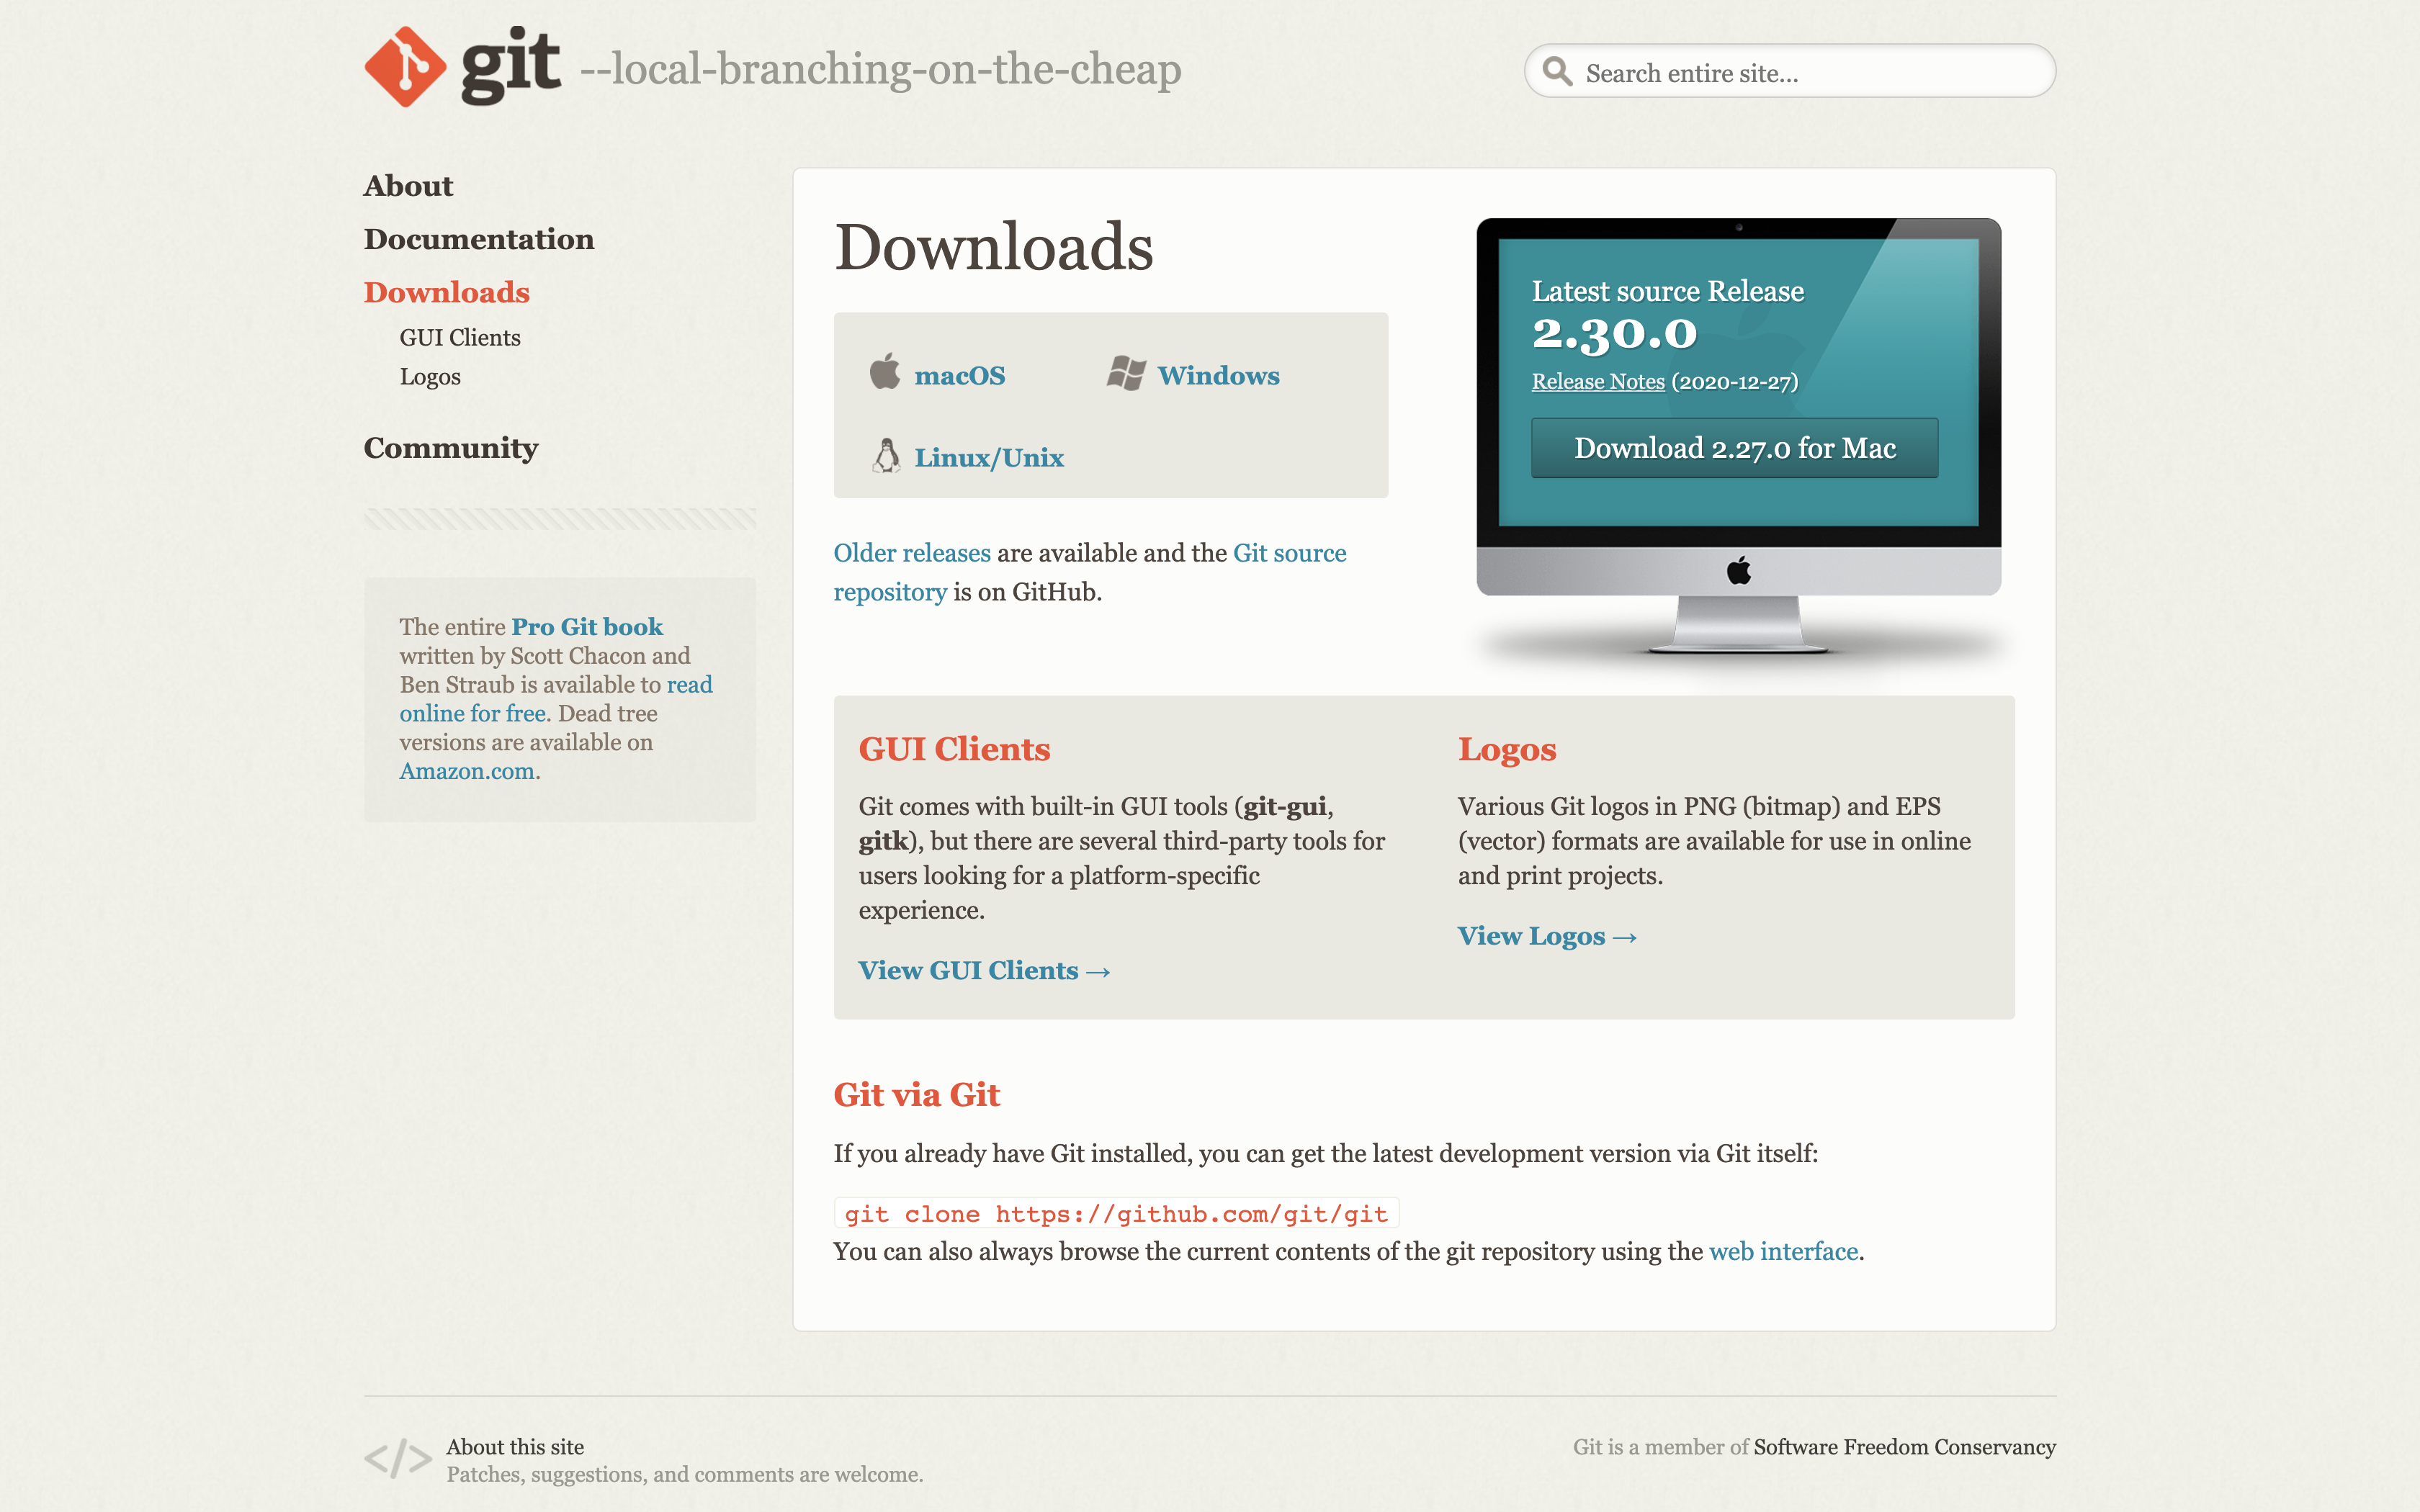 git --local-branching-on-the-cheap
Search entire site...
About
Documentation
Downloads
GUI Clients
Logos
Community
The entire Pro Git book
written by Scott Chacon and
Ben Straub is available to read
online for free. Dead tree
versions are available on
Amazon.com.
Downloads
macOS
Windows
Linux/Unix
Older releases are available and the Git source
repository is on GitHub.
Latest source Release
2.30.0
Release Notes (2020-12-27)
Download 2.27.0 for Mac
GUI Clients
Git comes with built-in GUI tools (git-gui,
gitk), but there are several third-party tools for
users looking for a platform-specific
experience.
View GUI Clients →
Logos
Various Git logos in PNG (bitmap) and EPS
(vector) formats are available for use in online
and print projects.
View Logos →
Git via Git
If you already have Git installed, you can get the latest development version via Git itself:
git clone https://github.com/git/git
You can also always browse the current contents of the git repository using the web interface.
</> About this site
Patches, suggestions, and comments are welcome.
Git is a member of Software Freedom Conservancy